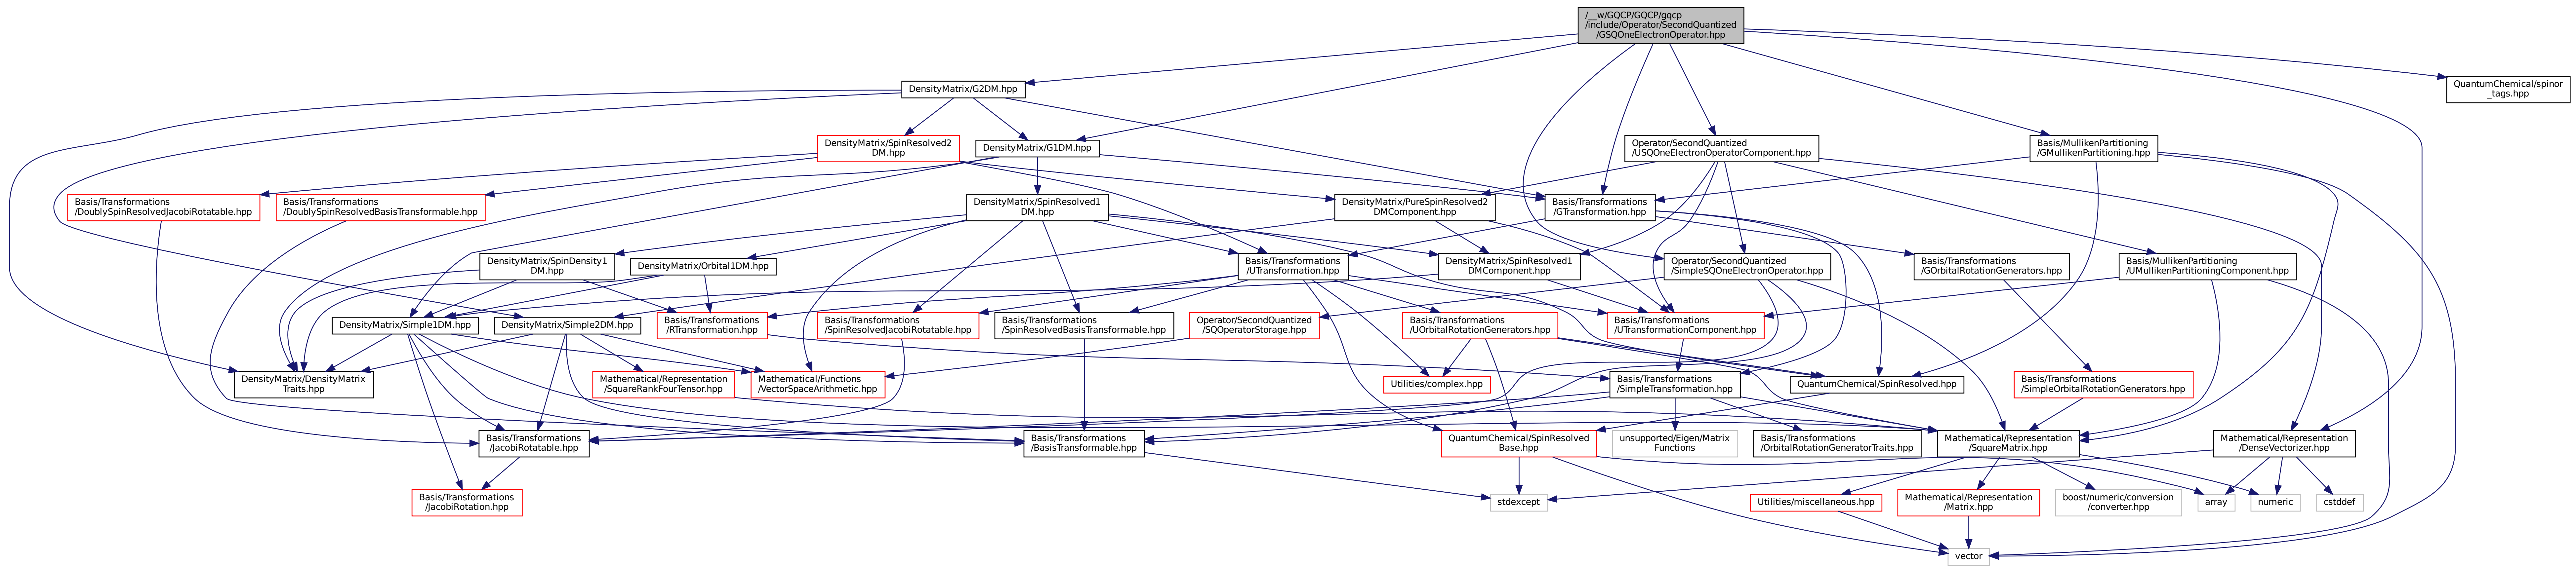 /__w/GQCP/GQCP/gqcp
/include/Operator/SecondQuantized
/GSQOneElectronOperator.hpp
DensityMatrix/G2DM.hpp
QuantumChemical/spinor
_tags.hpp
DensityMatrix/SpinResolved2
DM.hpp
DensityMatrix/G1DM.hpp
Operator/SecondQuantized
/USQOneElectronOperatorComponent.hpp
Basis/MullikenPartitioning
/GMullikenPartitioning.hpp
Basis/Transformations
/DoublySpinResolvedJacobiRotatable.hpp
Basis/Transformations
/DoublySpinResolvedBasisTransformable.hpp
DensityMatrix/SpinResolved1
DM.hpp
DensityMatrix/PureSpinResolved2
DMComponent.hpp
Basis/Transformations
/GTransformation.hpp
DensityMatrix/SpinDensity1
DM.hpp
DensityMatrix/Orbital1DM.hpp
Basis/Transformations
/UTransformation.hpp
DensityMatrix/SpinResolved1
DMComponent.hpp
Operator/SecondQuantized
/SimpleSQOneElectronOperator.hpp
Basis/Transformations
/GOrbitalRotationGenerators.hpp
Basis/MullikenPartitioning
/UMullikenPartitioningComponent.hpp
DensityMatrix/Simple1DM.hpp
DensityMatrix/Simple2DM.hpp
Basis/Transformations
/RTransformation.hpp
Basis/Transformations
/SpinResolvedJacobiRotatable.hpp
Basis/Transformations
/SpinResolvedBasisTransformable.hpp
Operator/SecondQuantized
/SQOperatorStorage.hpp
Basis/Transformations
/UOrbitalRotationGenerators.hpp
Basis/Transformations
/UTransformationComponent.hpp
DensityMatrix/DensityMatrix
Traits.hpp
Mathematical/Representation
/SquareRankFourTensor.hpp
Mathematical/Functions
/VectorSpaceArithmetic.hpp
Utilities/complex.hpp
Basis/Transformations
/SimpleTransformation.hpp
QuantumChemical/SpinResolved.hpp
Basis/Transformations
/SimpleOrbitalRotationGenerators.hpp
Basis/Transformations
/JacobiRotatable.hpp
Basis/Transformations
/BasisTransformable.hpp
QuantumChemical/SpinResolved
Base.hpp
unsupported/Eigen/Matrix
Functions
Basis/Transformations
/OrbitalRotationGeneratorTraits.hpp
Mathematical/Representation
/SquareMatrix.hpp
Mathematical/Representation
/DenseVectorizer.hpp
Basis/Transformations
/JacobiRotation.hpp
stdexcept
Utilities/miscellaneous.hpp
Mathematical/Representation
/Matrix.hpp
boost/numeric/conversion
/converter.hpp
array
numeric
cstddef
vector